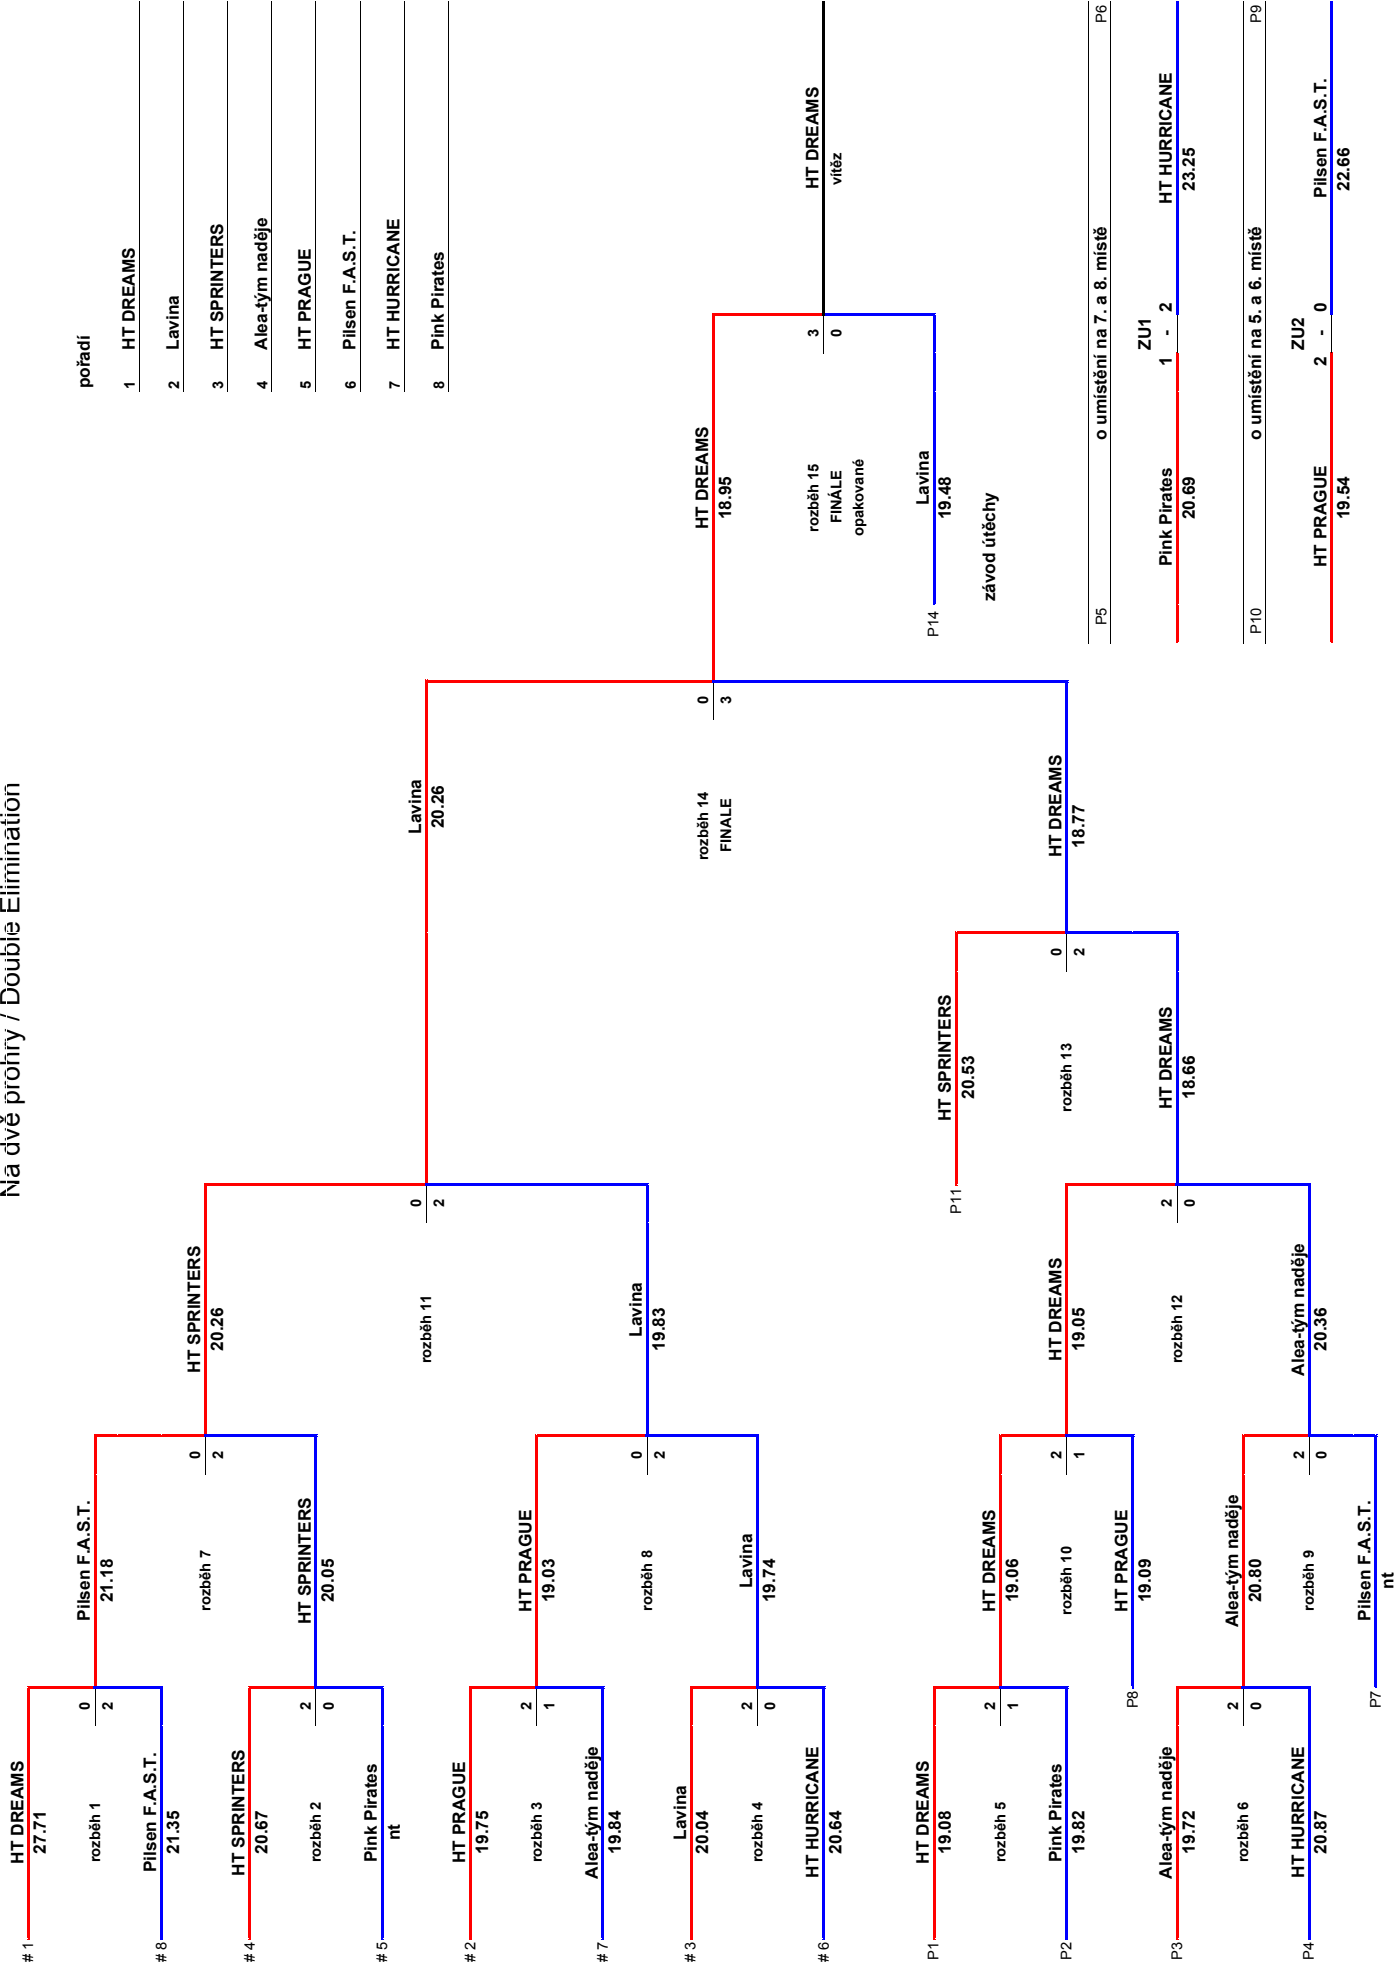 Na dvě prohry / Double Elimination
# 1
HT DREAMS
27.71
rozběh 1
0
2
# 8
Pilsen F.A.S.T.
21.35
# 4
HT SPRINTERS
20.67
rozběh 2
2
0
# 5
Pink Pirates
nt
# 2
HT PRAGUE
19.75
rozběh 3
2
1
# 7
Alea-tým naděje
19.84
# 3
Lavina
20.04
rozběh 4
2
0
# 6
HT HURRICANE
20.64
P1
HT DREAMS
19.08
rozběh 5
2
1
P2
Pink Pirates
19.82
P3
Alea-tým naděje
19.72
rozběh 6
2
0
P4
HT HURRICANE
20.87
Pilsen F.A.S.T.
21.18
rozběh 7
0
2
HT SPRINTERS
20.05
HT PRAGUE
19.03
rozběh 8
0
2
Lavina
19.74
HT DREAMS
19.06
rozběh 10
2
1
P8
HT PRAGUE
19.09
Alea-tým naděje
20.80
rozběh 9
2
0
P7
Pilsen F.A.S.T.
nt
HT SPRINTERS
20.26
rozběh 11
0
2
Lavina
19.83
HT DREAMS
19.05
rozběh 12
2
0
Alea-tým naděje
20.36
P11
HT SPRINTERS
20.53
rozběh 13
0
2
HT DREAMS
18.66
Lavina
20.26
rozběh 14
FINALE
0
3
HT DREAMS
18.77
HT DREAMS
18.95
rozběh 15
FINÁLE
opakované
3
0
P14
Lavina
19.48
HT DREAMS
vítěz
pořadí
1 HT DREAMS
2 Lavina
3 HT SPRINTERS
4 Alea-tým naděje
5 HT PRAGUE
6 Pilsen F.A.S.T.
7 HT HURRICANE
8 Pink Pirates
závod útěchy
P5 o umístění na 7. a 8. místě P6
ZU1
Pink Pirates 1 - 2 HT HURRICANE
20.69 23.25
P10 o umístění na 5. a 6. místě P9
ZU2
HT PRAGUE 2 - 0 Pilsen F.A.S.T.
19.54 22.66